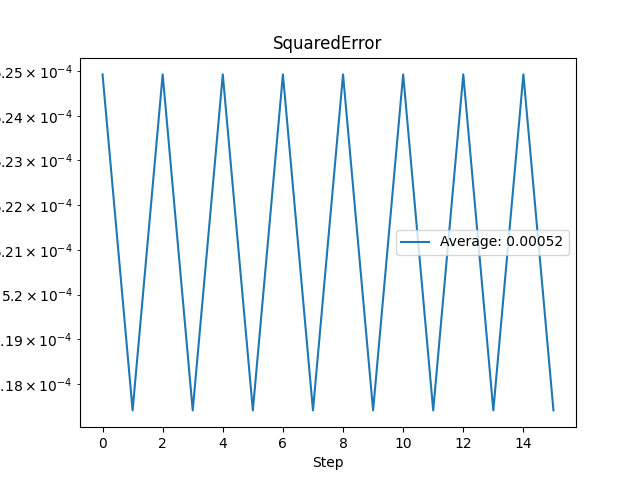 SquaredError
.25 × 10⁻⁴
.24 × 10⁻⁴
.23 × 10⁻⁴
.22 × 10⁻⁴
.21 × 10⁻⁴
5.2 × 10⁻⁴
.19 × 10⁻⁴
.18 × 10⁻⁴
Average: 0.00052
0 2 4 6 8 10 12 14
Step